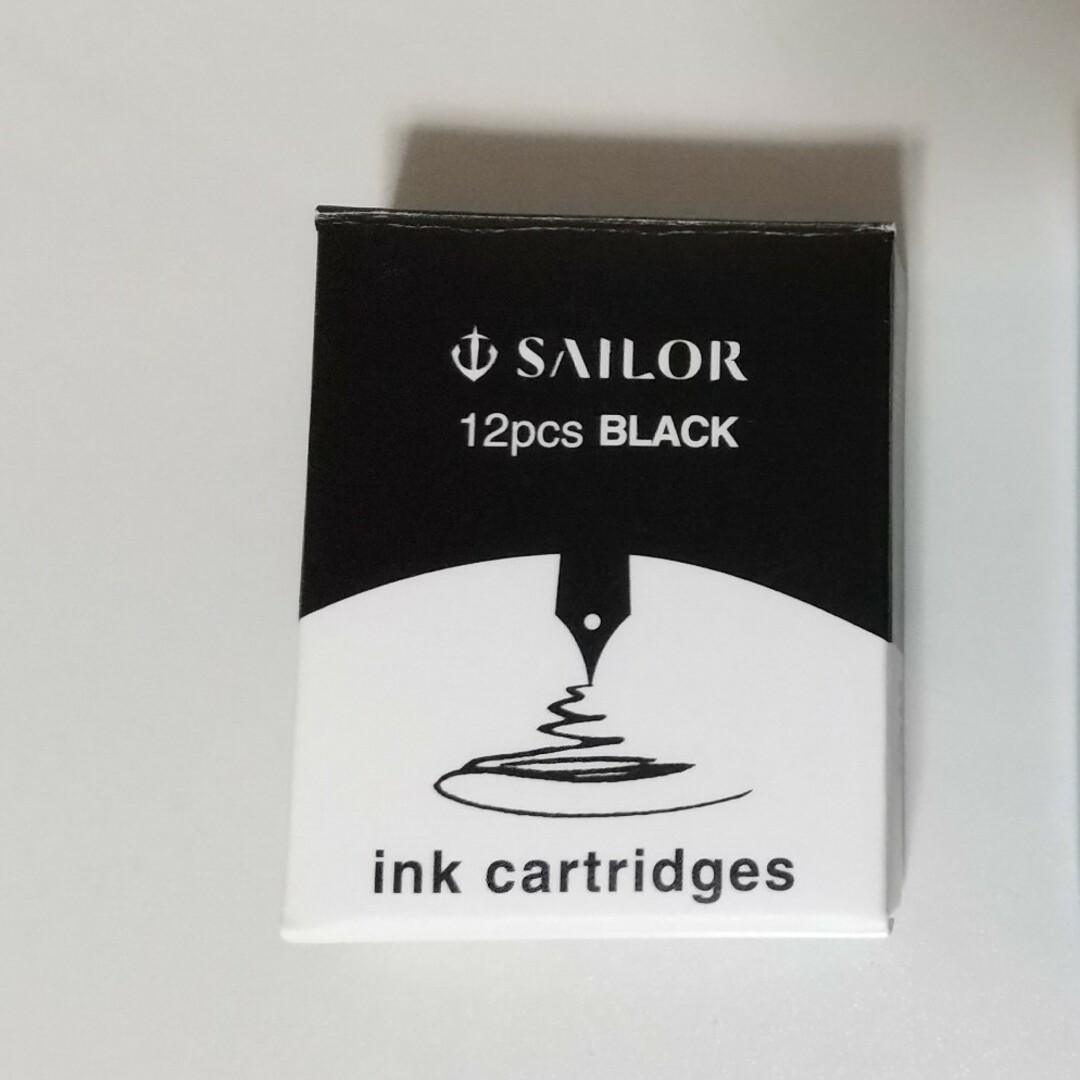 SAILOR
12pcs BLACK
ink cartridges